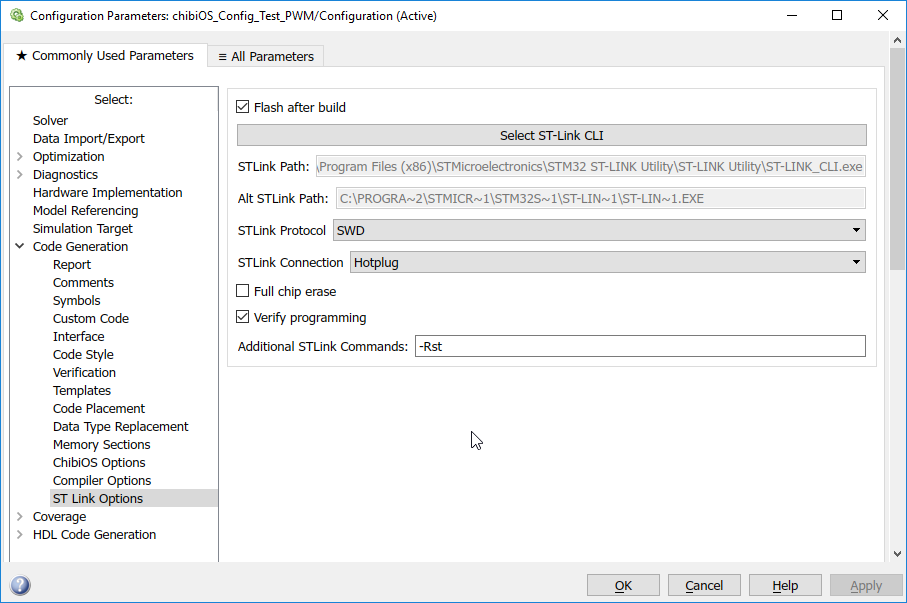 Configuration Parameters: chibiOS_Config_Test_PWM/Configuration (Active)
★ Commonly Used Parameters
≡ All Parameters
Select:
Solver
Data Import/Export
Optimization
Diagnostics
Hardware Implementation
Model Referencing
Simulation Target
Code Generation
Report
Comments
Symbols
Custom Code
Interface
Code Style
Verification
Templates
Code Placement
Data Type Replacement
Memory Sections
ChibiOS Options
Compiler Options
ST Link Options
Coverage
HDL Code Generation
Flash after build
Select ST-Link CLI
STLink Path: \Program Files (x86)\STMicroelectronics\STM32 ST-LINK Utility\ST-LINK Utility\ST-LINK_CLI.exe
Alt STLink Path: C:\PROGRA~2\STMICR~1\STM32S~1\ST-LIN~1\ST-LIN~1.EXE
STLink Protocol SWD
STLink Connection Hotplug
Full chip erase
Verify programming
Additional STLink Commands: -Rst
OK
Cancel
Help
Apply